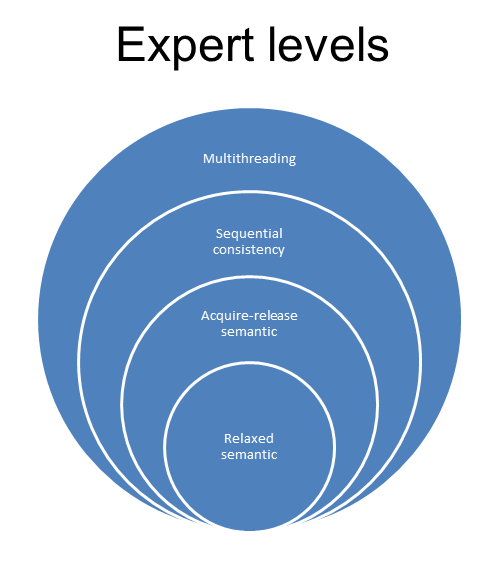 Expert levels
Multithreading
Sequential
consistency
Acquire-release
semantic
Relaxed
semantic